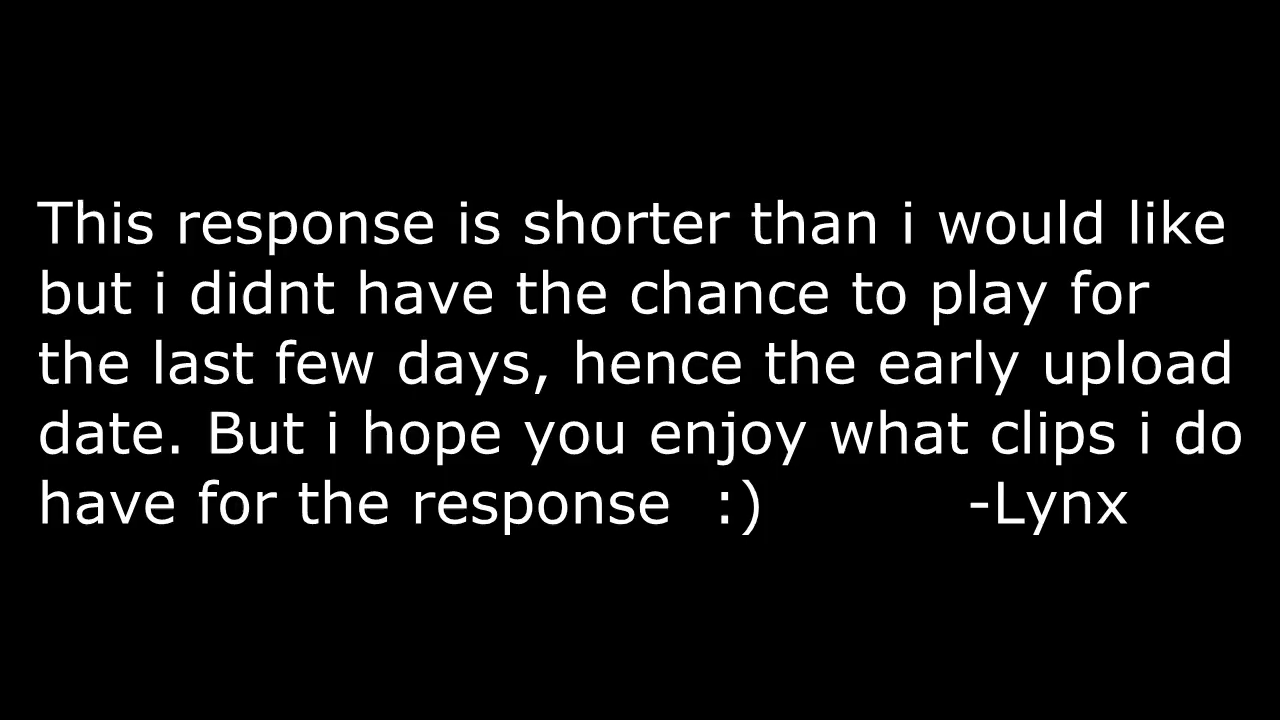 This response is shorter than i would like
but i didnt have the chance to play for
the last few days, hence the early upload
date. But i hope you enjoy what clips i do
have for the response  :)          -Lynx